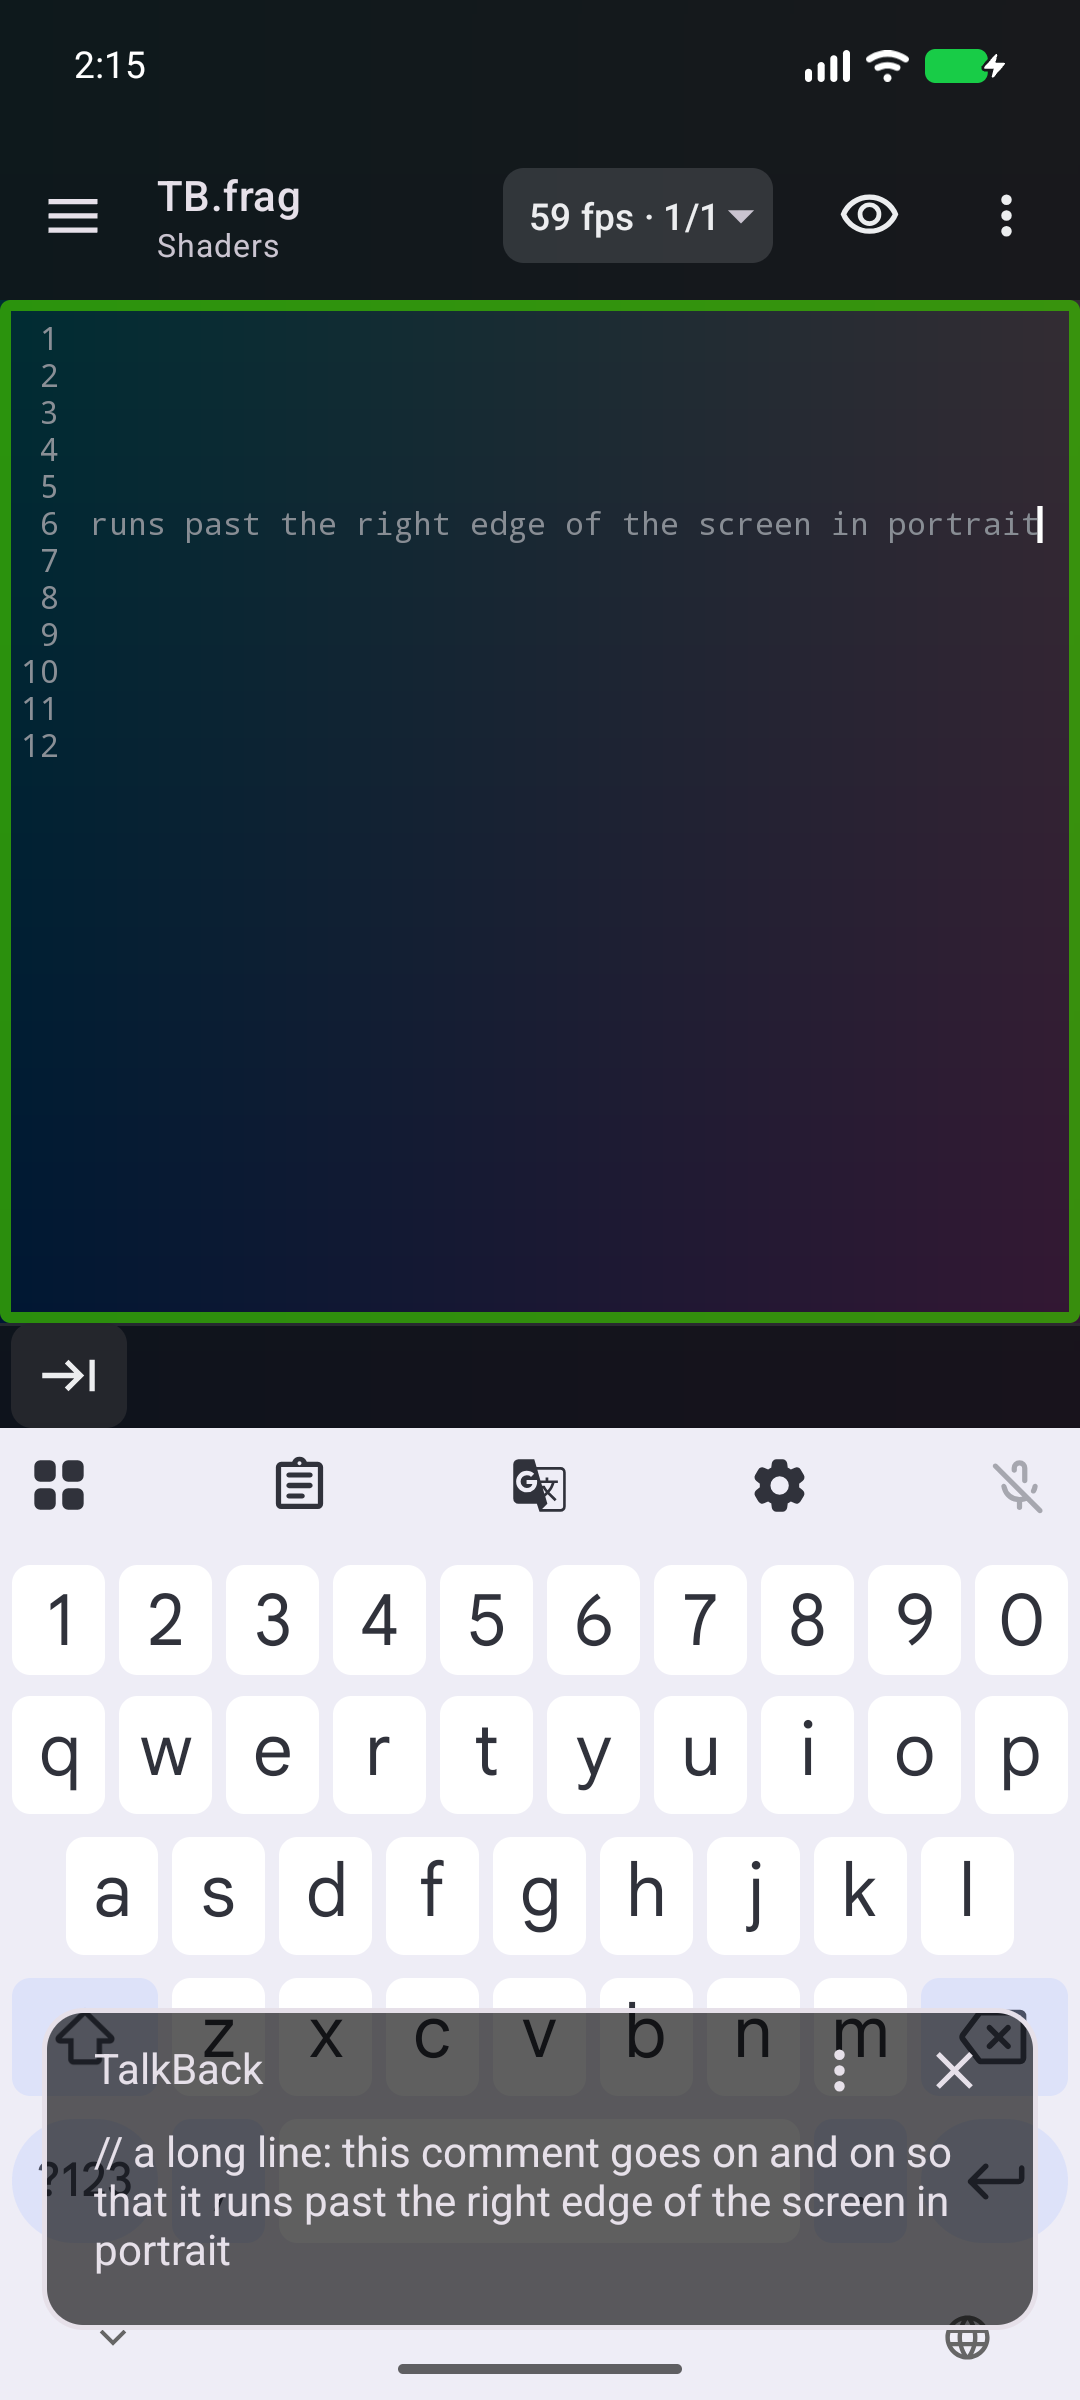 2:15
TB.frag
Shaders
59 fps · 1/1
1
2
3
4
5
6 runs past the right edge of the screen in portrait
7
8
9
10
11
12
1 2 3 4 5 6 7 8 9 0
q w e r t y u i o p
a s d f g h j k l
z x c v b n m
TalkBack
?123
// a long line: this comment goes on and on so
that it runs past the right edge of the screen in
portrait